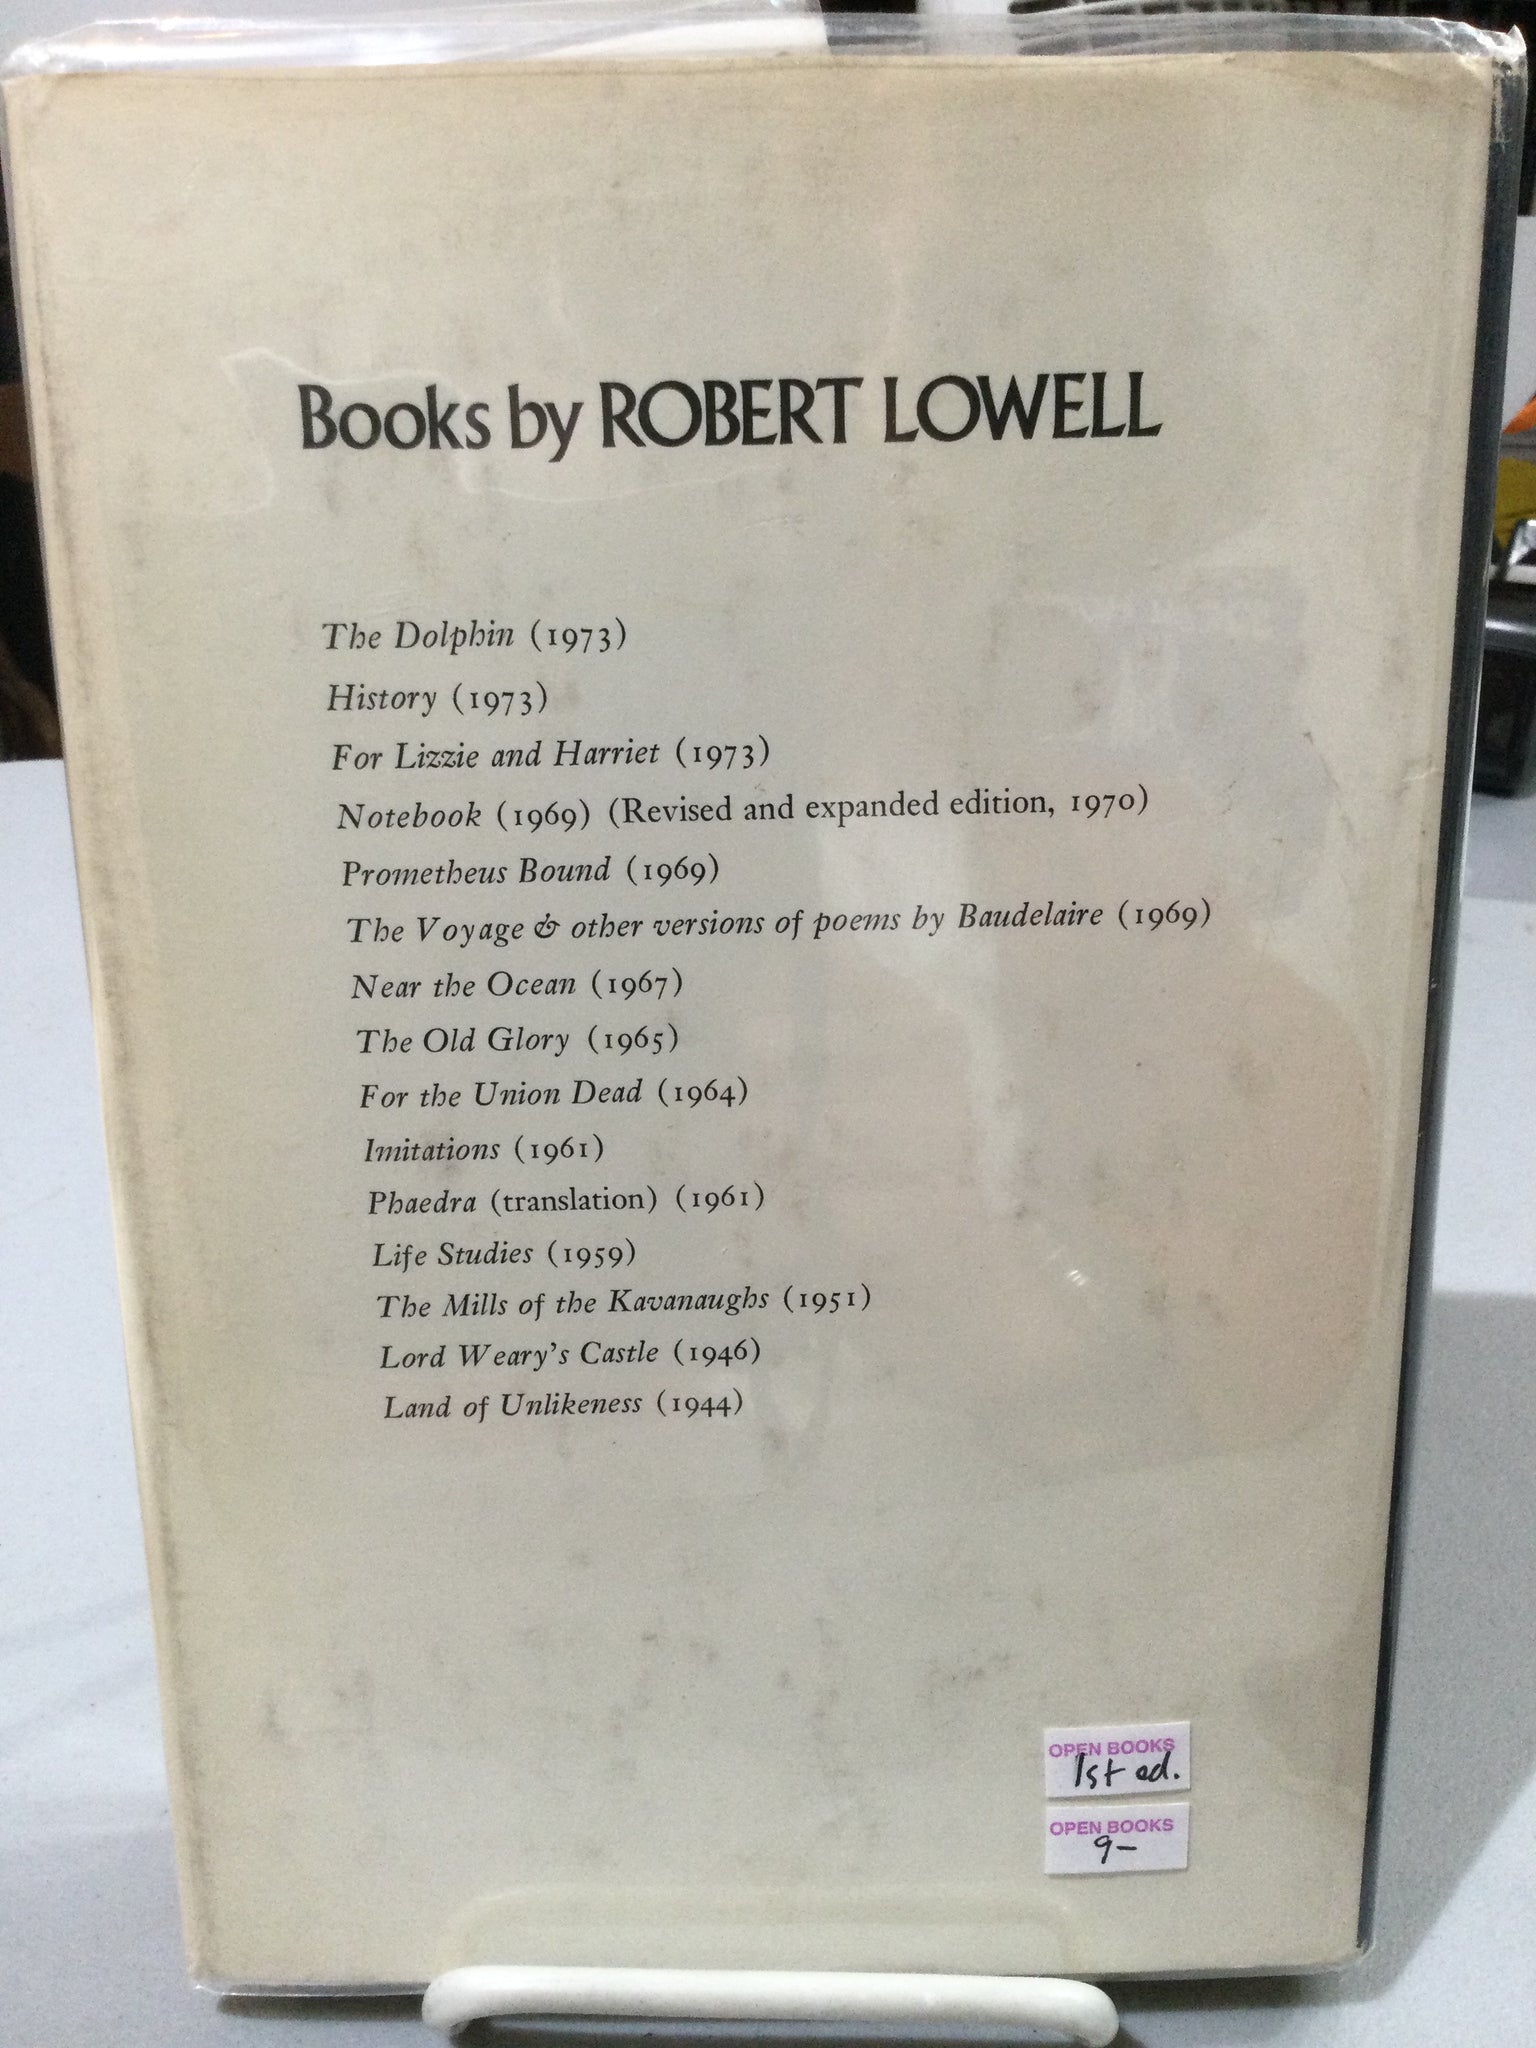 Books by ROBERT LOWELL
The Dolphin (1973)
History (1973)
For Lizzie and Harriet (1973)
Notebook (1969) (Revised and expanded edition, 1970)
Prometheus Bound (1969)
The Voyage & other versions of poems by Baudelaire (1969)
Near the Ocean (1967)
The Old Glory (1965)
For the Union Dead (1964)
Imitations (1961)
Phaedra (translation) (1961)
Life Studies (1959)
The Mills of the Kavanaughs (1951)
Lord Weary's Castle (1946)
Land of Unlikeness (1944)
OPEN BOOKS
1st ed.
OPEN BOOKS
9–